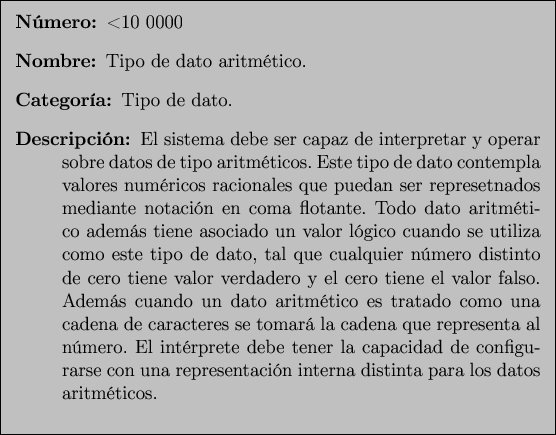 Número: <10 0000
Nombre: Tipo de dato aritmético.
Categoría: Tipo de dato.
Descripción: El sistema debe ser capaz de interpretar y operar
sobre datos de tipo aritméticos. Este tipo de dato contempla
valores numéricos racionales que puedan ser represetnados
mediante notación en coma flotante. Todo dato aritméti-
co además tiene asociado un valor lógico cuando se utiliza
como este tipo de dato, tal que cualquier número distinto
de cero tiene valor verdadero y el cero tiene el valor falso.
Además cuando un dato aritmético es tratado como una
cadena de caracteres se tomará la cadena que representa al
número. El intérprete debe tener la capacidad de configu-
rarse con una representación interna distinta para los datos
aritméticos.